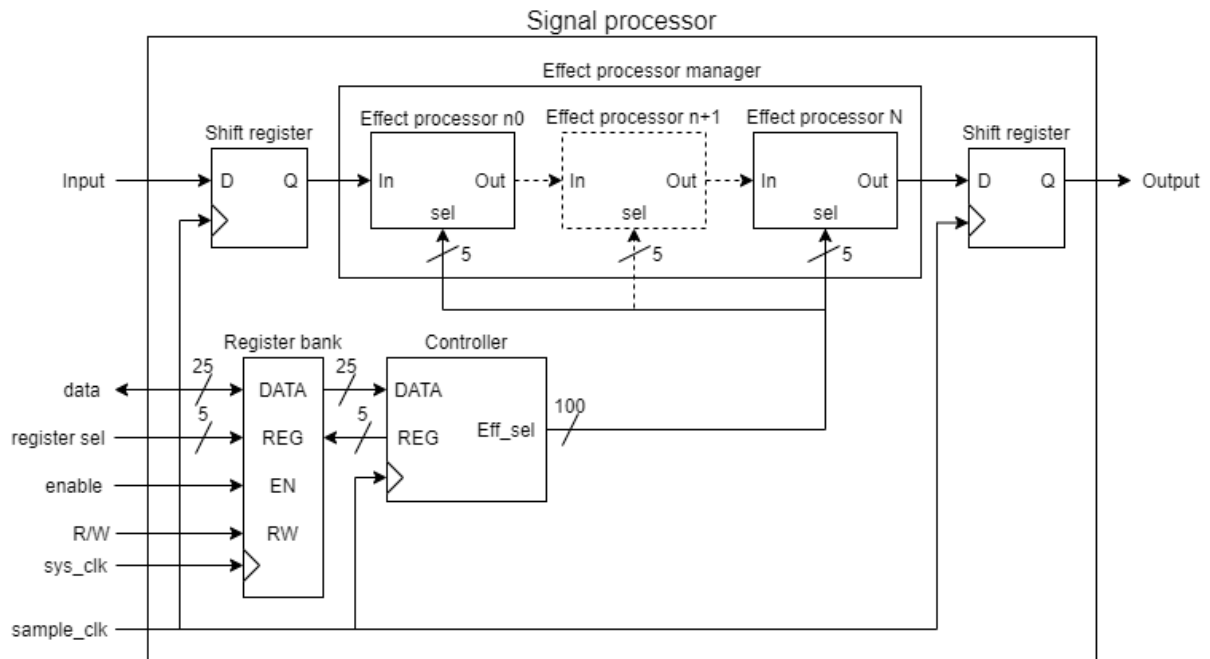 Signal processor
Effect processor manager
Effect processor n0
Effect processor n+1
Effect processor N
Shift register
Shift register
Input
D
Q
In
Out
In
Out
In
Out
D
Q
Output
sel
sel
sel
5
5
5
Register bank
Controller
data
25
DATA
25
DATA
register sel
5
REG
5
REG
Eff_sel
100
enable
EN
R/W
RW
sys_clk
sample_clk